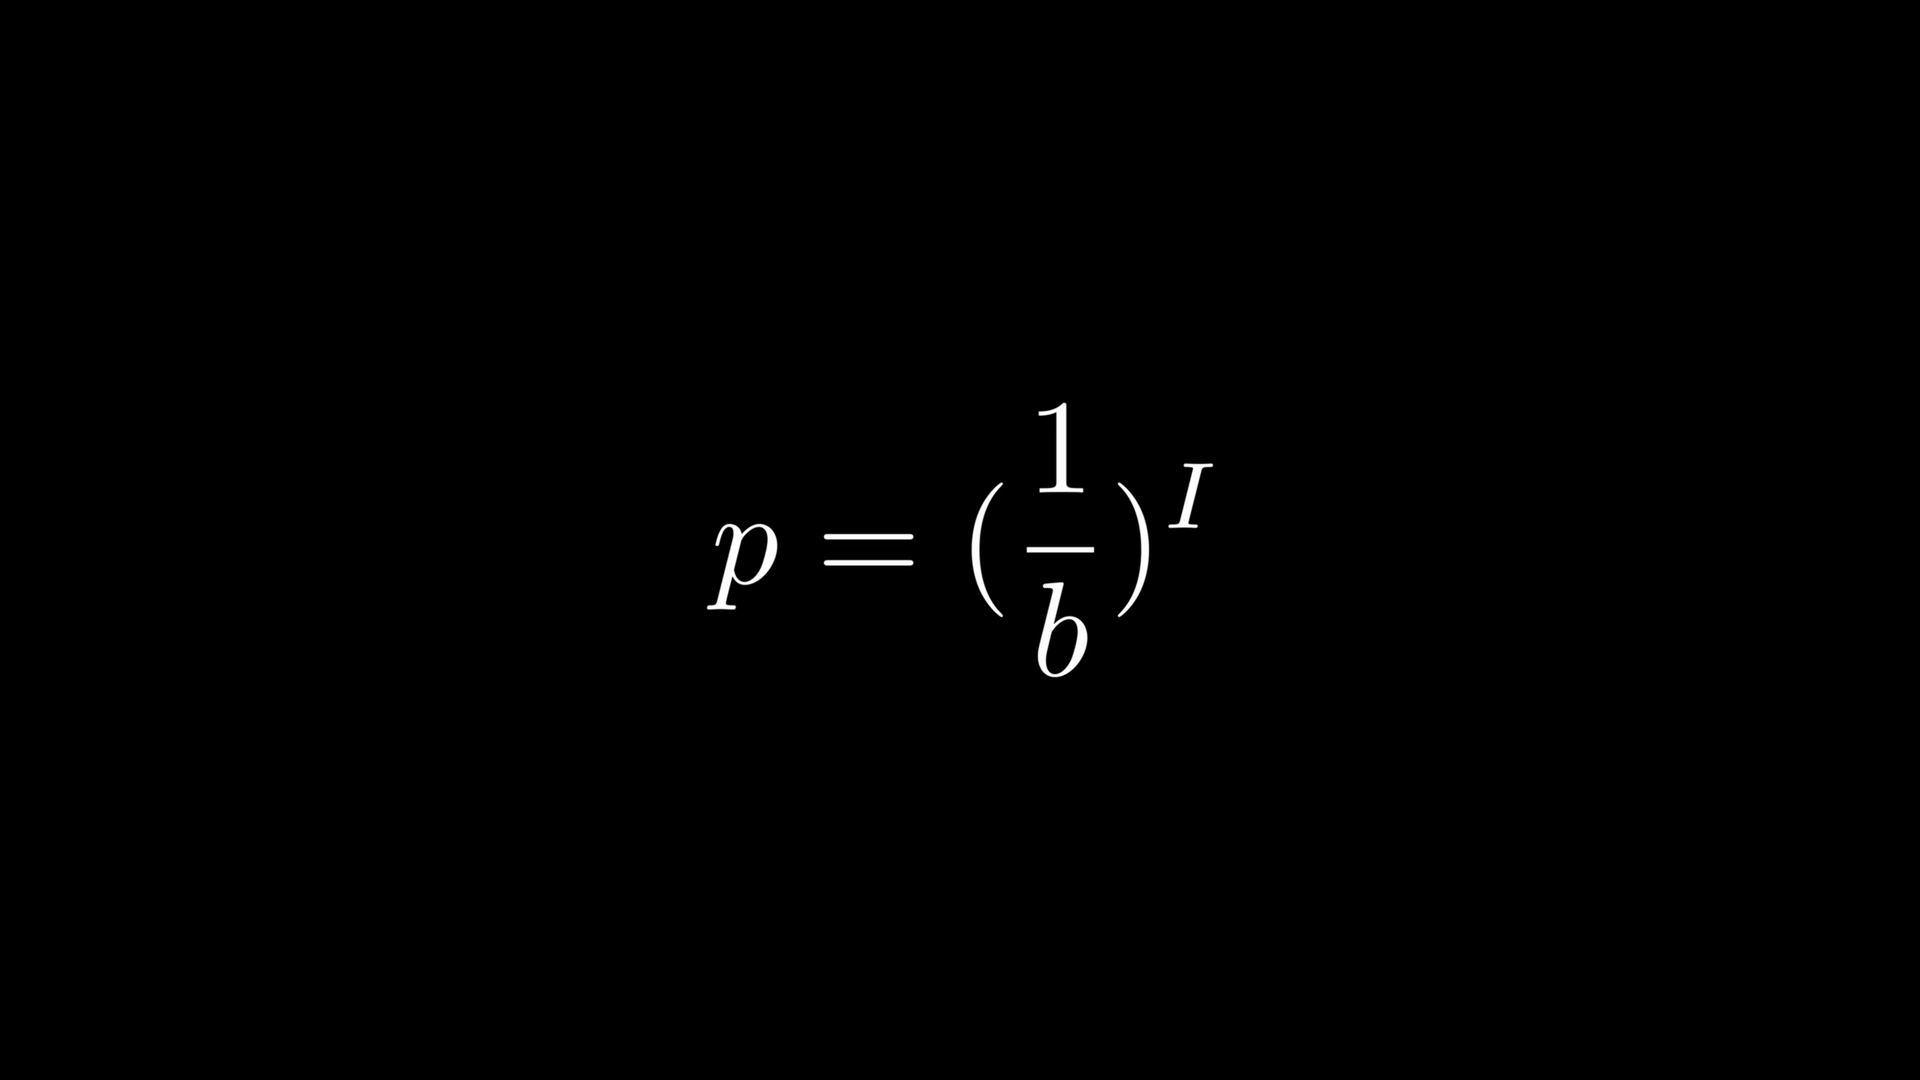 p = (1/b)^I